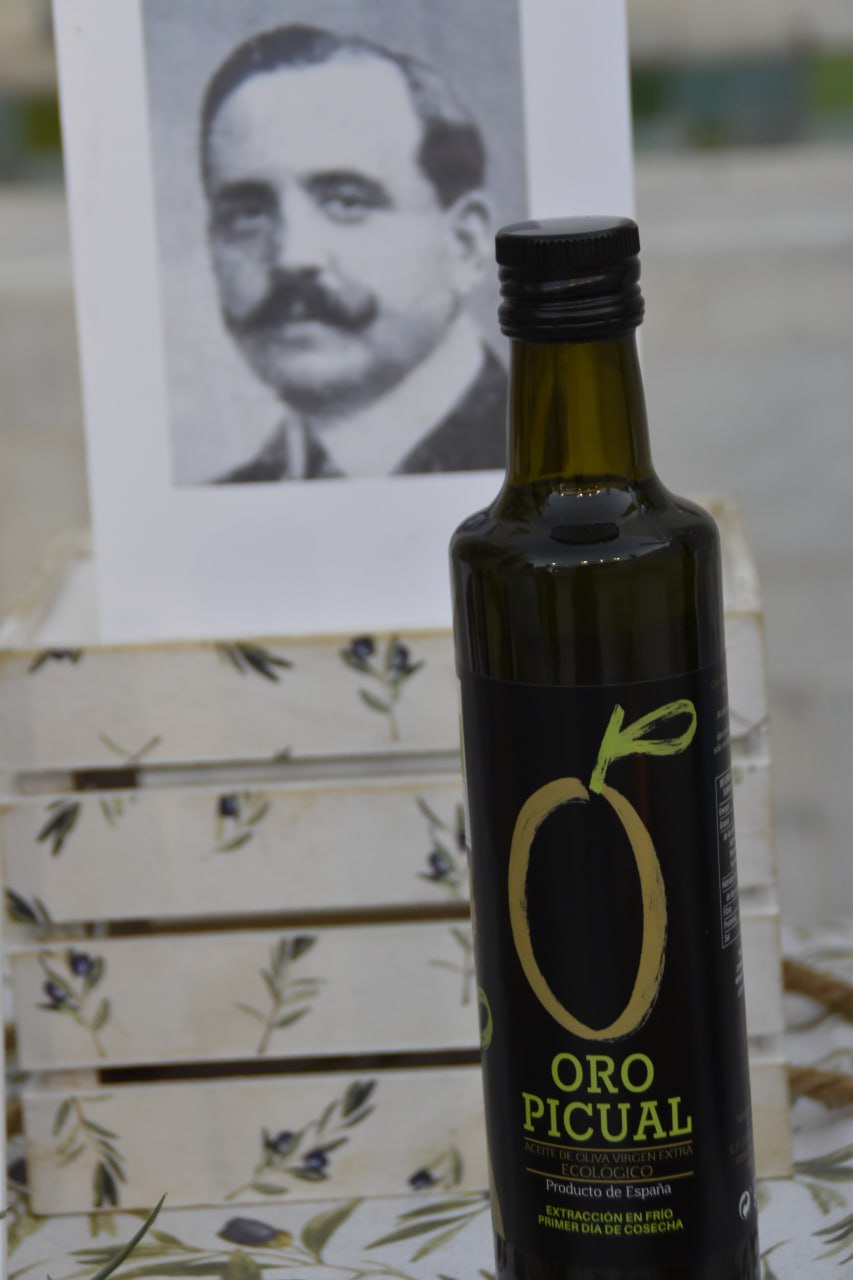 ORO
PICUAL
ACEITE DE OLIVA VIRGEN EXTRA
ECOLÓGICO
Producto de España
EXTRACCIÓN EN FRÍO
PRIMER DÍA DE COSECHA